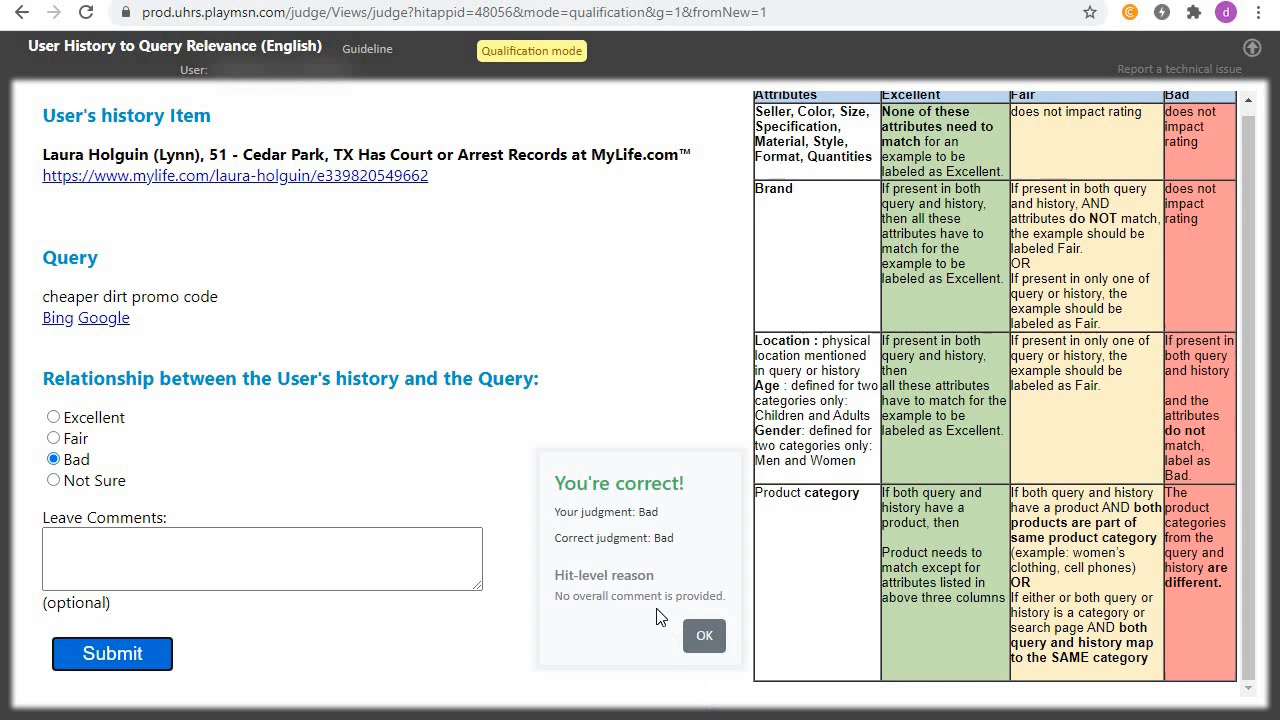 prod.uhrs.playmsn.com/judge/Views/judge?hitappid=48056&mode=qualification&g=1&fromNew=1
d
User History to Query Relevance (English)
Guideline
Qualification mode
User:
Report a technical issue
User's history Item
Laura Holguin (Lynn), 51 - Cedar Park, TX Has Court or Arrest Records at MyLife.com™
https://www.mylife.com/laura-holguin/e339820549662
Query
cheaper dirt promo code
Bing Google
Relationship between the User's history and the Query:
Excellent
Fair
Bad
Not Sure
Leave Comments:
(optional)
Submit
You're correct!
Your judgment: Bad
Correct judgment: Bad
Hit-level reason
No overall comment is provided.
OK
Attributes
Excellent
Fair
Bad
Seller, Color, Size,
Specification,
Material, Style,
Format, Quantities
None of these
attributes need to
match for an
example to be
labeled as Excellent.
does not impact rating
does not
impact
rating
Brand
If present in both
query and history,
then all these
attributes have to
match for the
example to be
labeled as Excellent.
If present in both query
and history, AND
attributes do NOT match,
the example should be
labeled Fair.
OR
If present in only one of
query or history, the
example should be
labeled as Fair.
does not
impact
rating
Location : physical
location mentioned
in query or history
Age : defined for two
categories only:
Children and Adults
Gender: defined for
two categories only:
Men and Women
If present in both
query and history,
then
all these attributes
have to match for the
example to be
labeled as Excellent.
If present in only one of
query or history, the
example should be
labeled as Fair.
If present in
both query
and history
and the
attributes
do not
match,
label as
Bad.
Product category
If both query and
history have a
product, then
Product needs to
match except for
attributes listed in
above three columns
If both query and history
have a product AND both
products are part of
same product category
(example: women's
clothing, cell phones)
OR
If either or both query or
history is a category or
search page AND both
query and history map
to the SAME category
The
product
categories
from the
query and
history are
different.